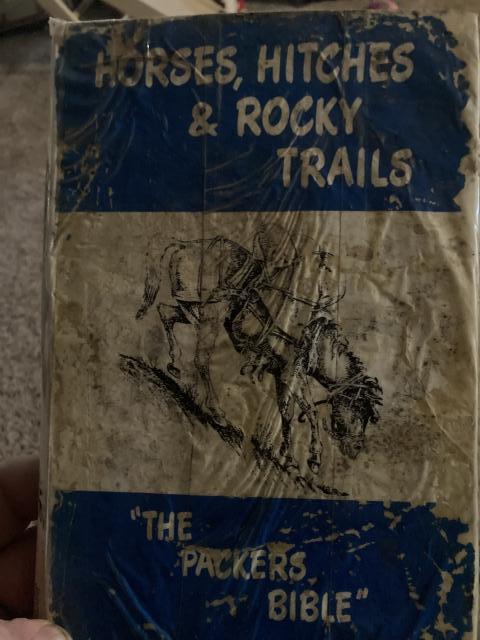 HORSES, HITCHES
& ROCKY
TRAILS
"THE
PACKERS
BIBLE"